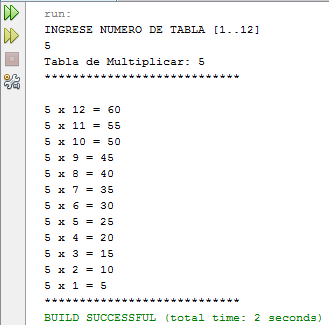 run:
INGRESE NUMERO DE TABLA [1..12]
5
Tabla de Multiplicar: 5
***************************
5 x 12 = 60
5 x 11 = 55
5 x 10 = 50
5 x 9 = 45
5 x 8 = 40
5 x 7 = 35
5 x 6 = 30
5 x 5 = 25
5 x 4 = 20
5 x 3 = 15
5 x 2 = 10
5 x 1 = 5
***************************
BUILD SUCCESSFUL (total time: 2 seconds)